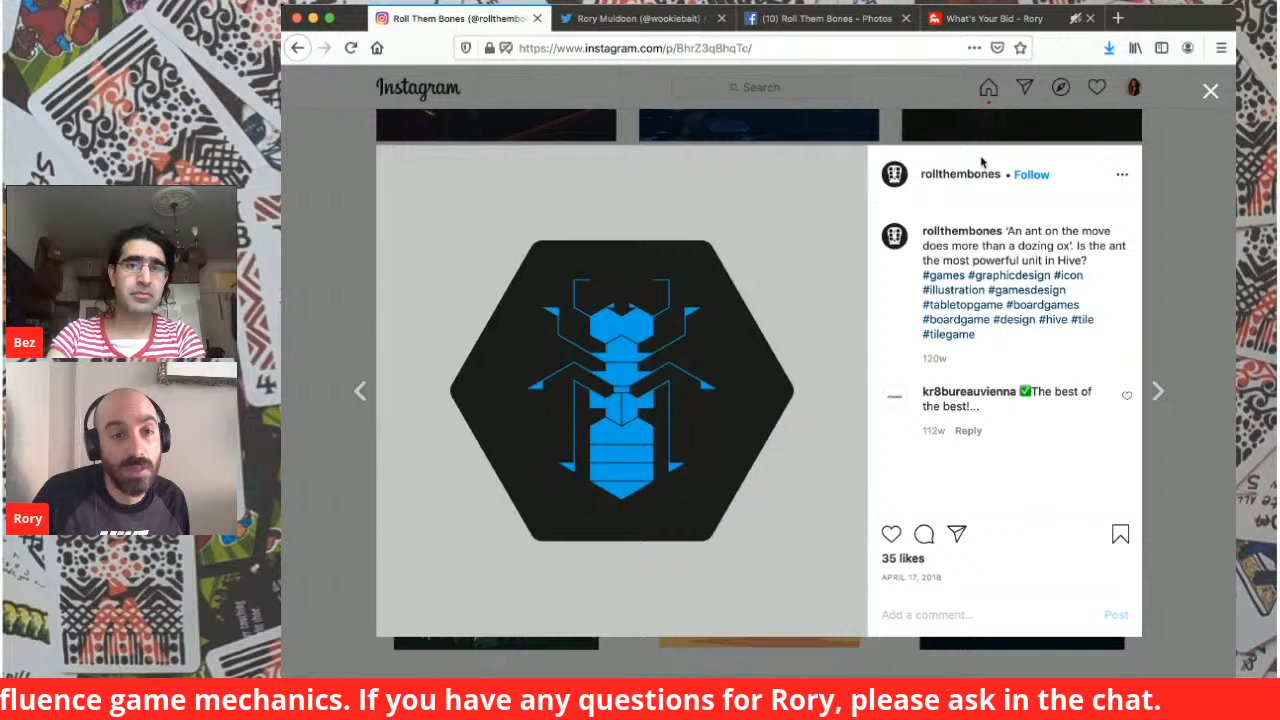 Roll Them Bones (@rollthembo
Rory Muldoon (@wookiebait) /
(10) Roll Them Bones - Photos
What's Your Bid - Rory
https://www.instagram.com/p/BhrZ3qBhqTc/
Instagram
Search
rollthembones • Follow
rollthembones 'An ant on the move
does more than a dozing ox'. Is the ant
the most powerful unit in Hive?
#games #graphicdesign #icon
#illustration #gamesdesign
#tabletopgame #boardgames
#boardgame #design #hive #tile
#tilegame
120w
kr8bureauvienna ✅The best of
the best!...
112w Reply
35 likes
APRIL 17, 2018
Add a comment... Post
Bez
Rory
fluence game mechanics. If you have any questions for Rory, please ask in the chat.